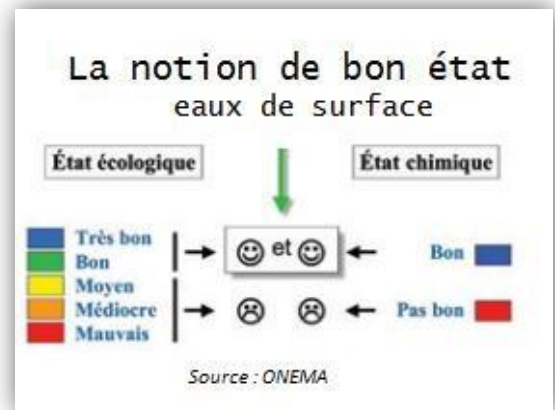 La notion de bon état
eaux de surface
État écologique
État chimique
Très bon
Bon
Moyen
Médiocre
Mauvais
et
Bon
Pas bon
Source : ONEMA